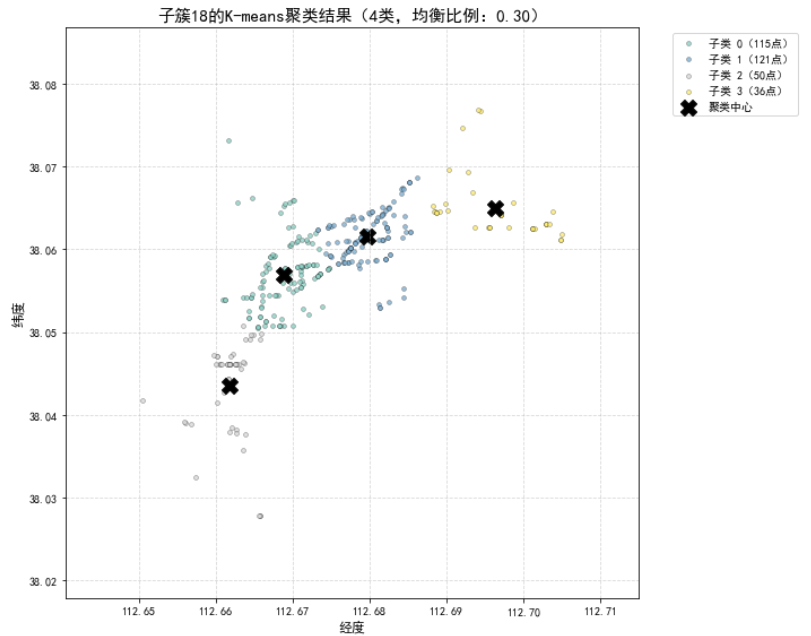 子簇18的K-means聚类结果（4类，均衡比例：0.30）
子类 0（115点）
子类 1（121点）
子类 2（50点）
子类 3（36点）
聚类中心
38.08
38.07
38.06
38.05
38.04
38.03
38.02
纬度
112.65
112.66
112.67
112.68
112.69
112.70
112.71
经度